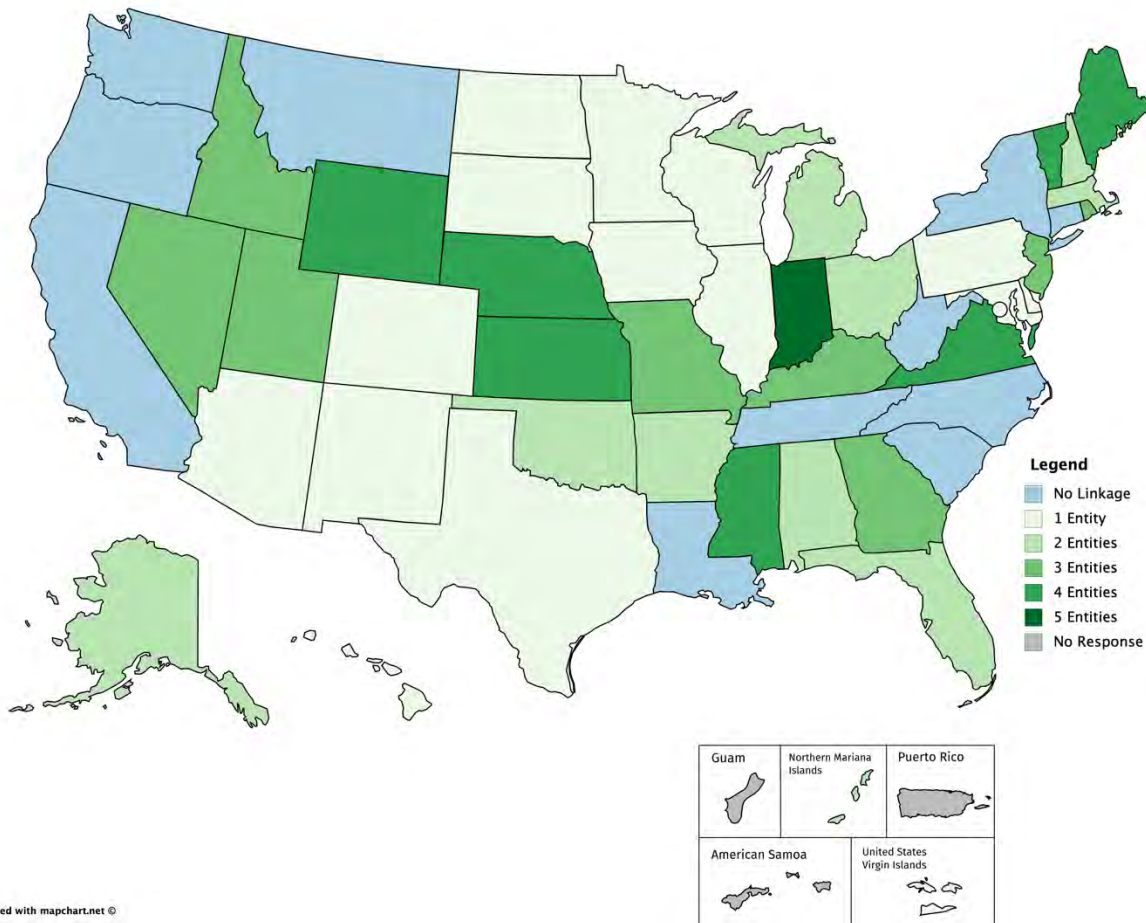 Legend
No Linkage
1 Entity
2 Entities
3 Entities
4 Entities
5 Entities
No Response
Guam
Northern Mariana
Islands
Puerto Rico
American Samoa
United States
Virgin Islands
ed with mapchart.net ©